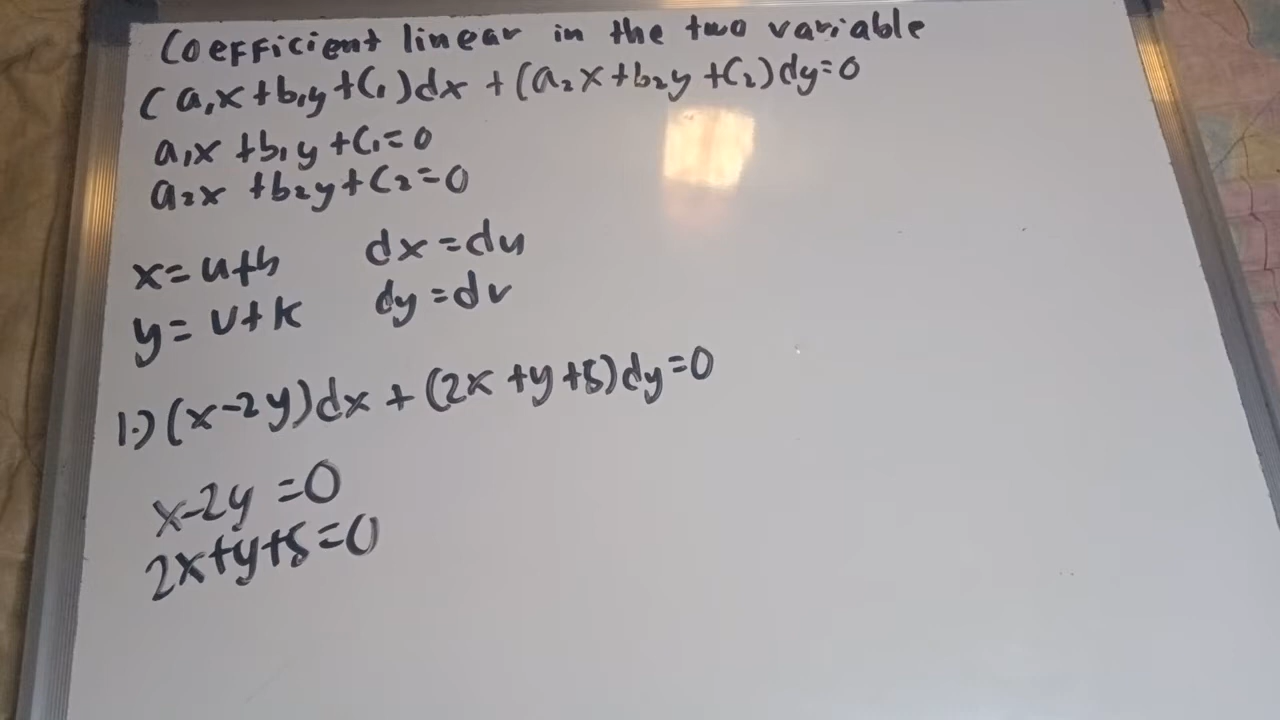 Coefficient linear in the two variable
(a₁x+b₁y+C₁)dx+(a₂x+b₂y+C₂)dy=0
a₁x+b₁y+C₁=0
a₂x+b₂y+C₂=0
x=u+h dx=du
y=v+k dy=dv
1.) (x-2y)dx+(2x+y+5)dy=0
x-2y=0
2x+y+5=0